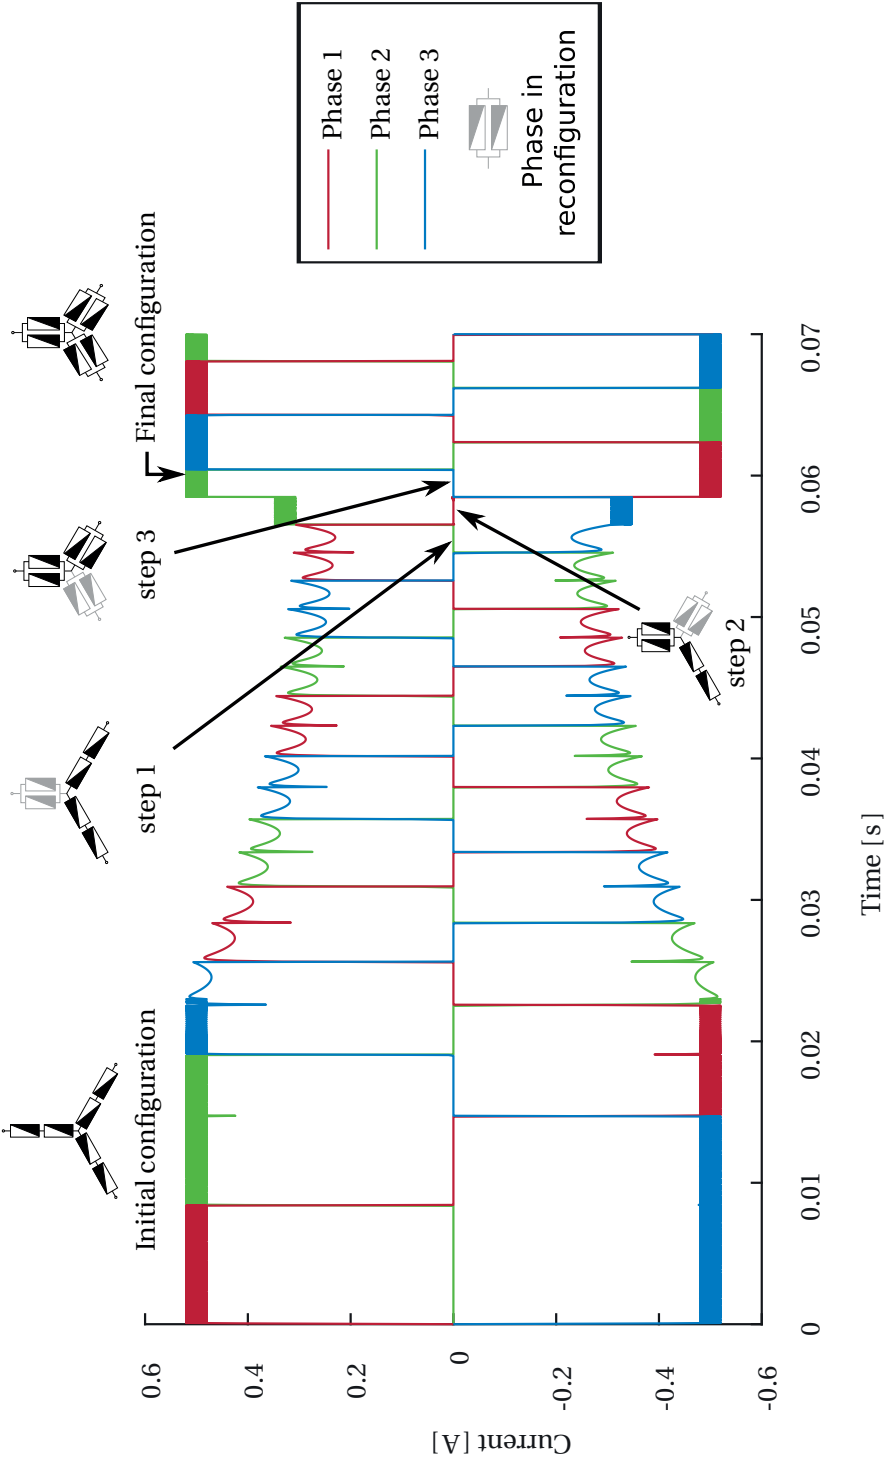 Initial configuration
step 1
step 3
Final configuration
step 2
Phase 1
Phase 2
Phase 3
Phase in
reconfiguration
Current [A]
0.6
0.4
0.2
0
-0.2
-0.4
-0.6
0
0.01
0.02
0.03
0.04
0.05
0.06
0.07
Time [s]